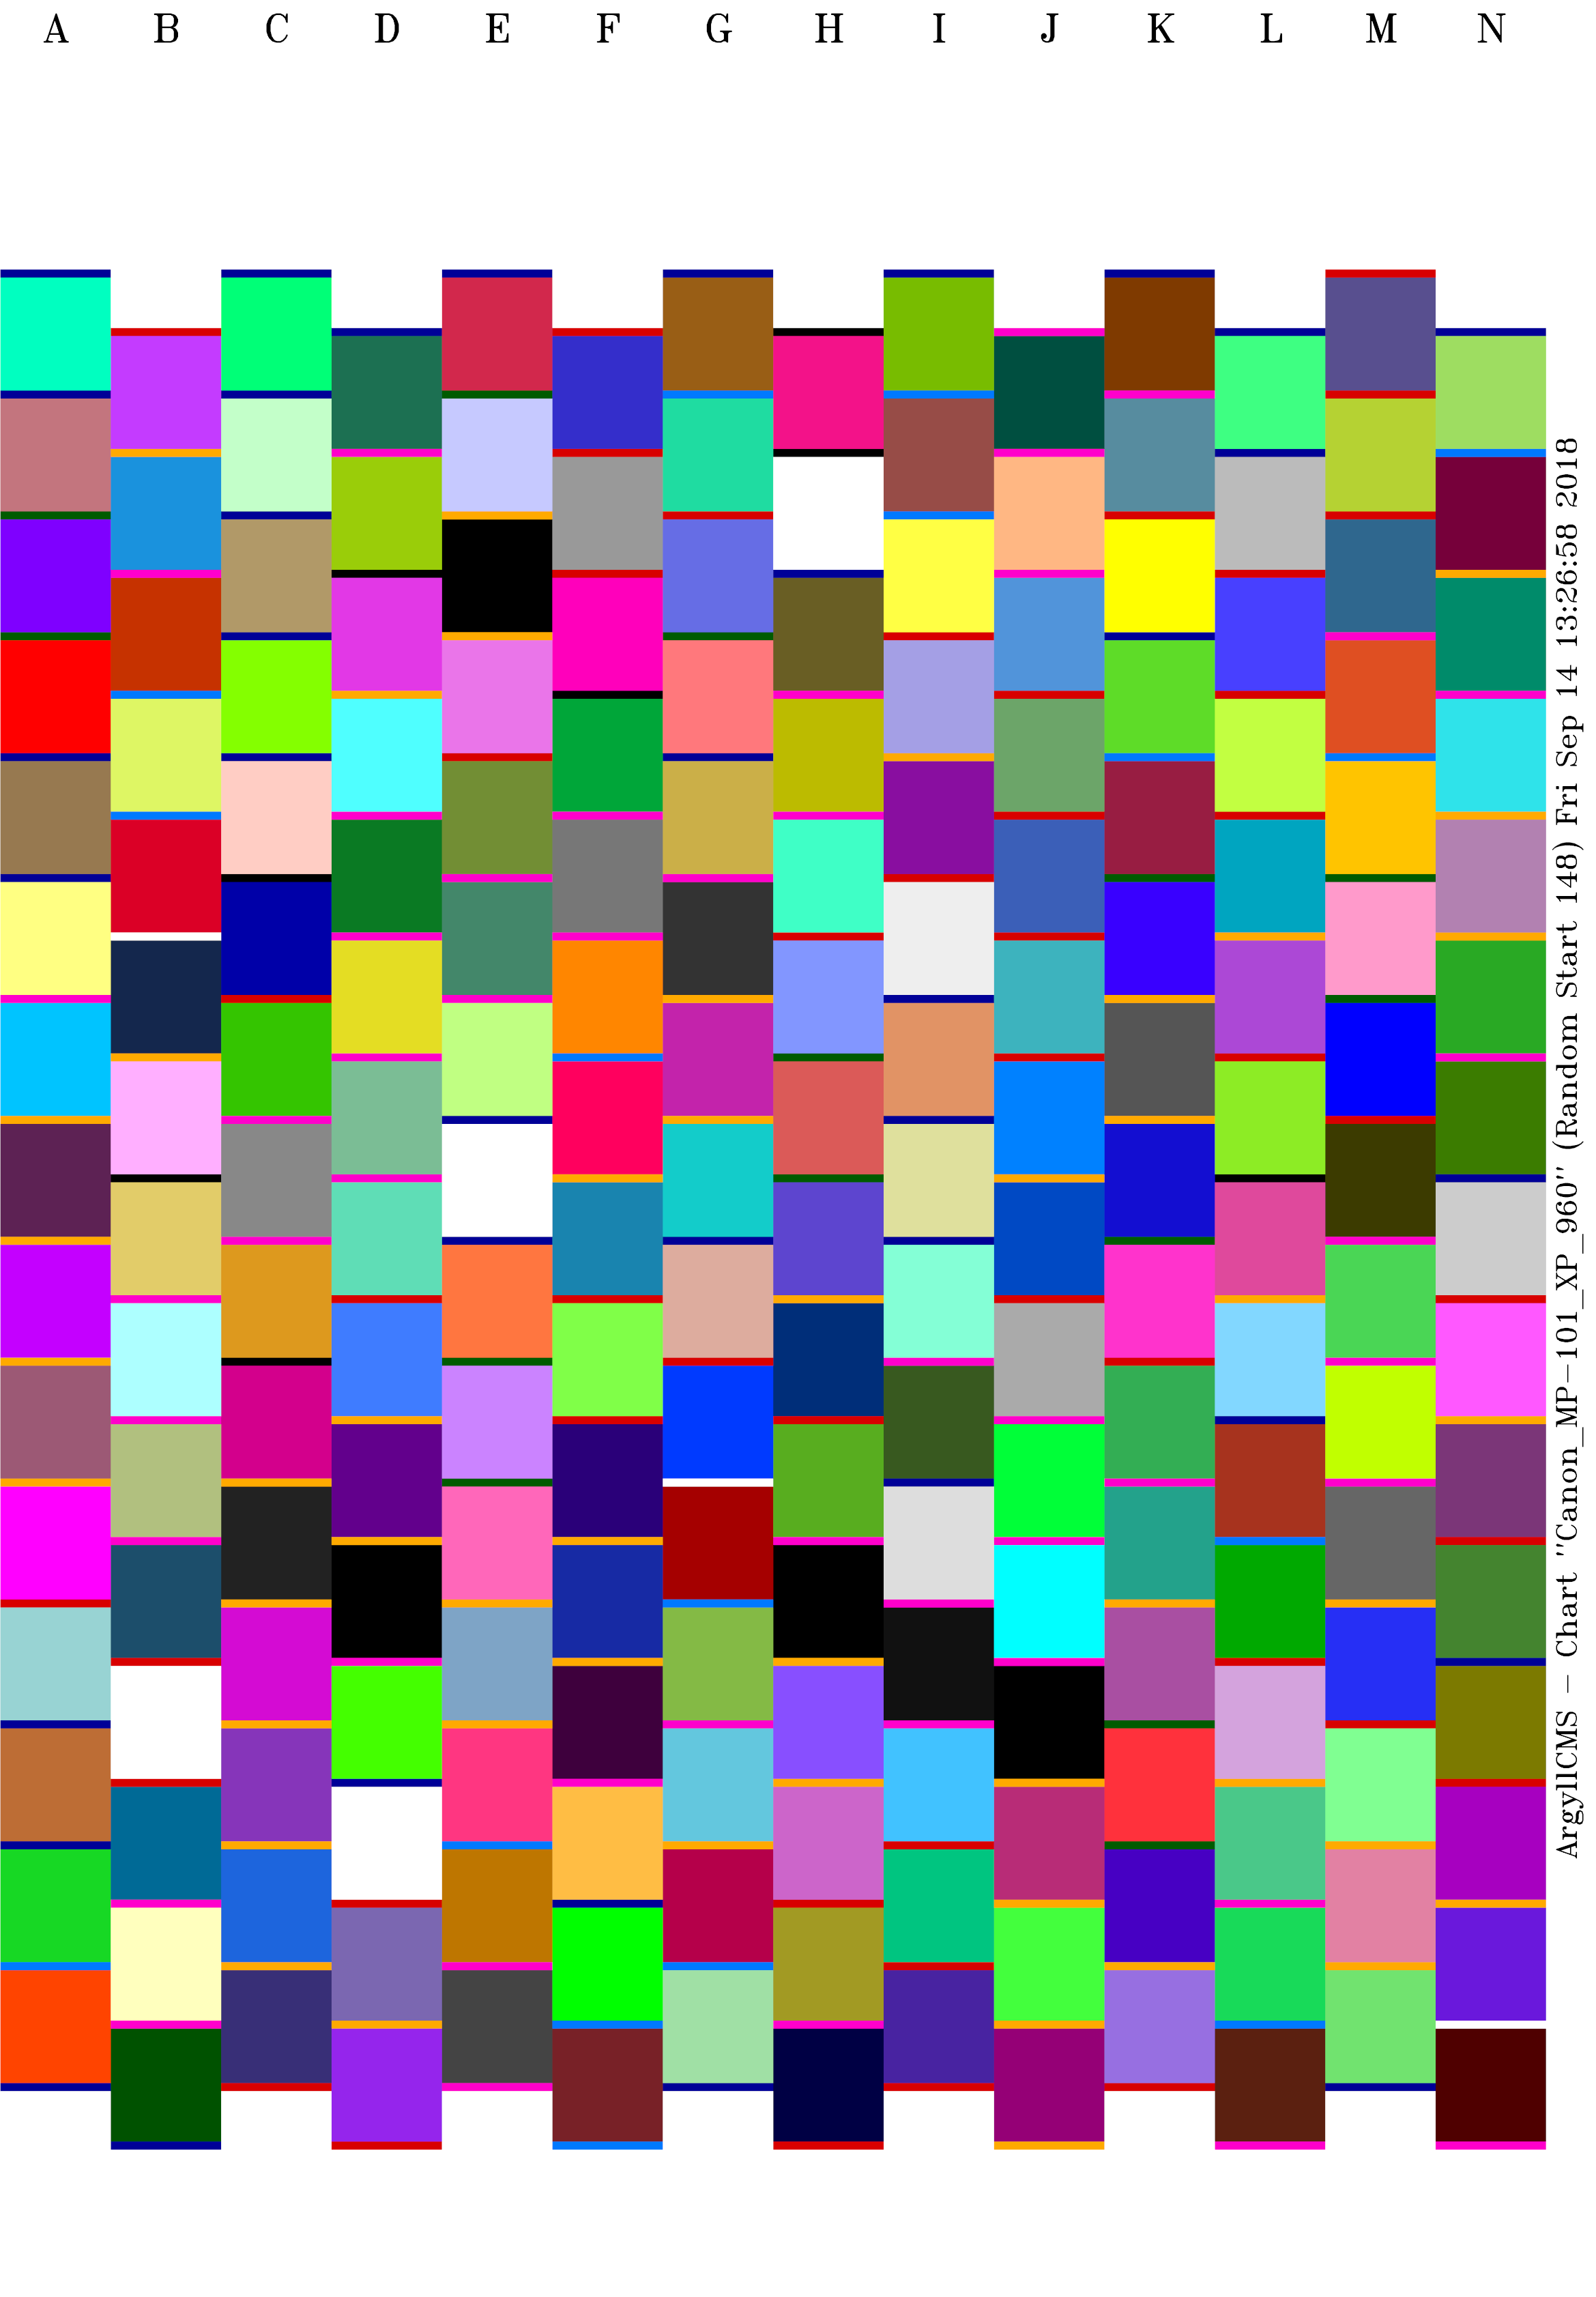 A B C D E F G H I J K L M N
ArgyllCMS - Chart "Canon_MP-101_XP_960" (Random Start 148) Fri Sep 14 13:26:58 2018